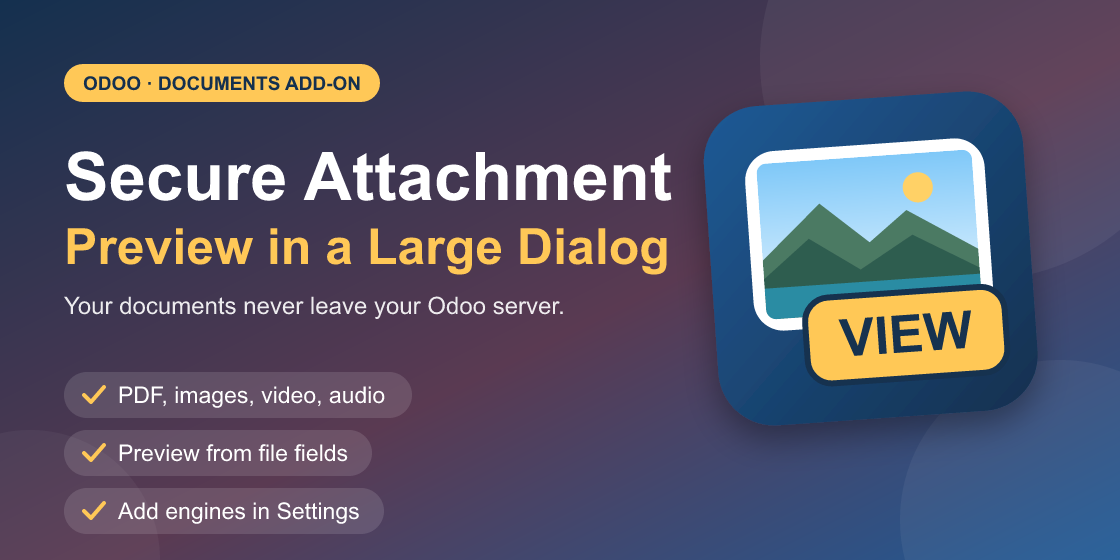 ODOO · DOCUMENTS ADD-ON
Secure Attachment
Preview in a Large Dialog
Your documents never leave your Odoo server.
PDF, images, video, audio
Preview from file fields
Add engines in Settings
VIEW